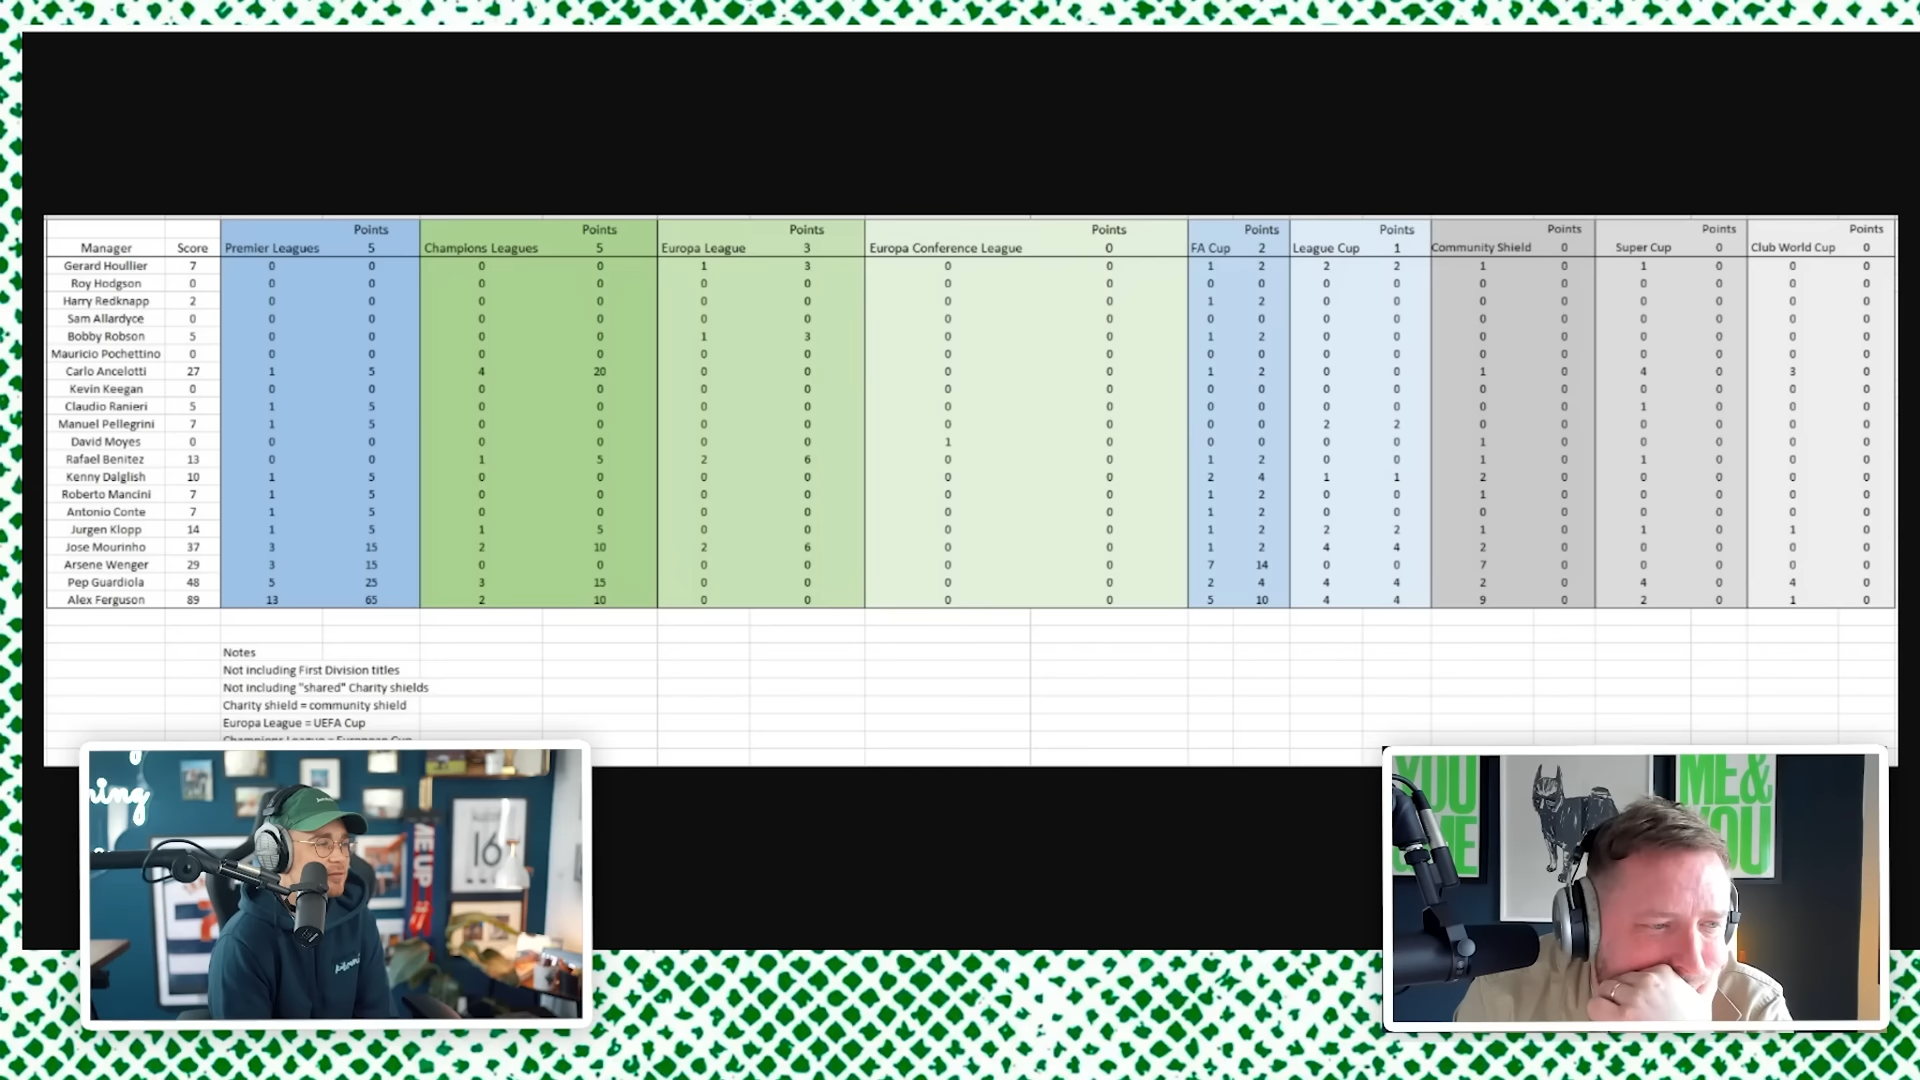 Points Points Points Points Points Points Points Points Points
Manager Score Premier Leagues 5 Champions Leagues 5 Europa League 3 Europa Conference League 0 FA Cup 2 League Cup 1 Community Shield 0 Super Cup 0 Club World Cup 0
Gerard Houllier 7 0 0 0 0 1 3 0 0 1 2 2 2 1 0 1 0 0 0
Roy Hodgson 0 0 0 0 0 0 0 0 0 0 0 0 0 0 0 0 0 0 0
Harry Redknapp 2 0 0 0 0 0 0 0 0 1 2 0 0 0 0 0 0 0 0
Sam Allardyce 0 0 0 0 0 0 0 0 0 0 0 0 0 0 0 0 0 0 0
Bobby Robson 5 0 0 0 0 1 3 0 0 1 2 0 0 0 0 0 0 0 0
Mauricio Pochettino 0 0 0 0 0 0 0 0 0 0 0 0 0 0 0 0 0 0 0
Carlo Ancelotti 27 1 5 4 20 0 0 0 0 1 2 0 0 1 0 4 0 3 0
Kevin Keegan 0 0 0 0 0 0 0 0 0 0 0 0 0 0 0 0 0 0 0
Claudio Ranieri 5 1 5 0 0 0 0 0 0 0 0 0 0 0 0 1 0 0 0
Manuel Pellegrini 7 1 5 0 0 0 0 0 0 0 0 2 2 0 0 0 0 0 0
David Moyes 0 0 0 0 0 0 0 1 0 0 0 0 0 1 0 0 0 0 0
Rafael Benitez 13 0 0 1 5 2 6 0 0 1 2 0 0 1 0 1 0 0 0
Kenny Dalglish 10 1 5 0 0 0 0 0 0 2 4 1 1 2 0 0 0 0 0
Roberto Mancini 7 1 5 0 0 0 0 0 0 1 2 0 0 1 0 0 0 0 0
Antonio Conte 7 1 5 0 0 0 0 0 0 1 2 0 0 0 0 0 0 0 0
Jurgen Klopp 14 1 5 1 5 0 0 0 0 1 2 2 2 1 0 1 0 1 0
Jose Mourinho 37 3 15 2 10 2 6 0 0 1 2 4 4 2 0 0 0 0 0
Arsene Wenger 29 3 15 0 0 0 0 0 0 7 14 0 0 7 0 0 0 0 0
Pep Guardiola 48 5 25 3 15 0 0 0 0 2 4 4 4 2 0 4 0 4 0
Alex Ferguson 89 13 65 2 10 0 0 0 0 5 10 4 4 9 0 2 0 1 0
Notes
Not including First Division titles
Not including "shared" Charity shields
Charity shield = community shield
Europa League = UEFA Cup
Champions League = European Cup
16
YOU
ME
ME&
YOU